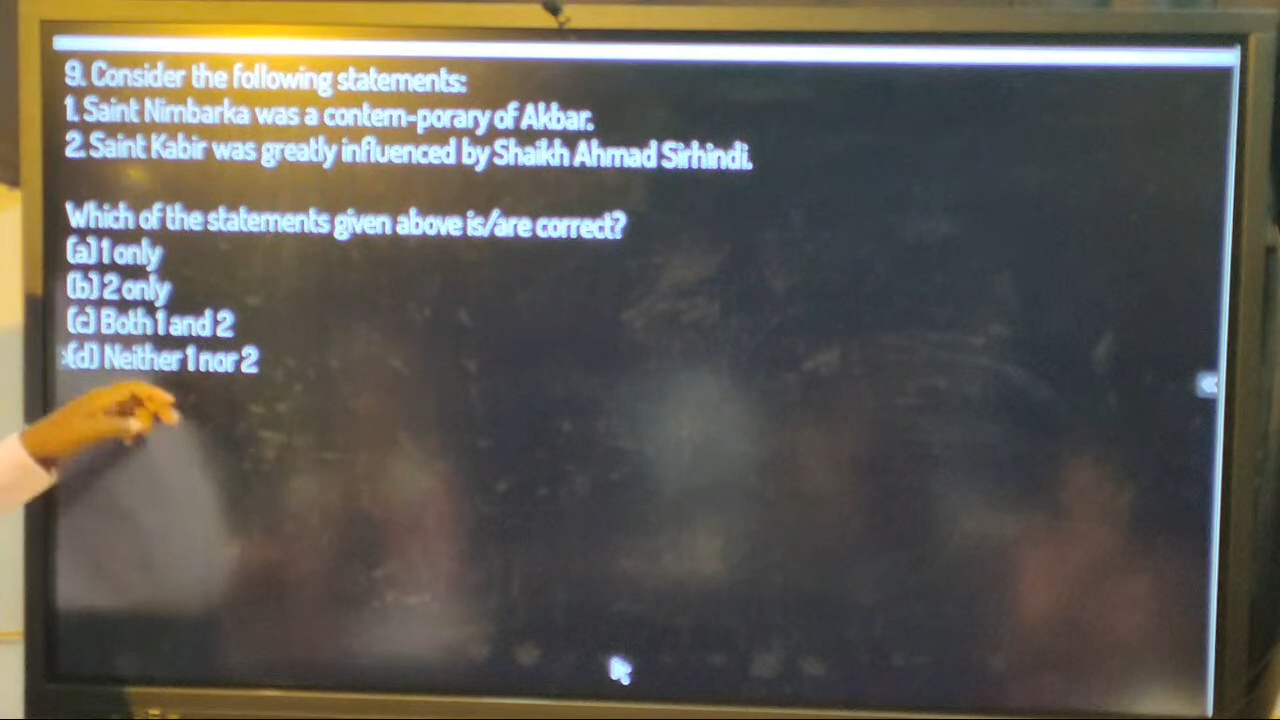 9. Consider the following statements:
1. Saint Nimbarka was a contem-porary of Akbar.
2. Saint Kabir was greatly influenced by Shaikh Ahmad Sirhindi.
Which of the statements given above is/are correct?
(a) 1 only
(b) 2 only
(c) Both 1 and 2
(d) Neither 1 nor 2